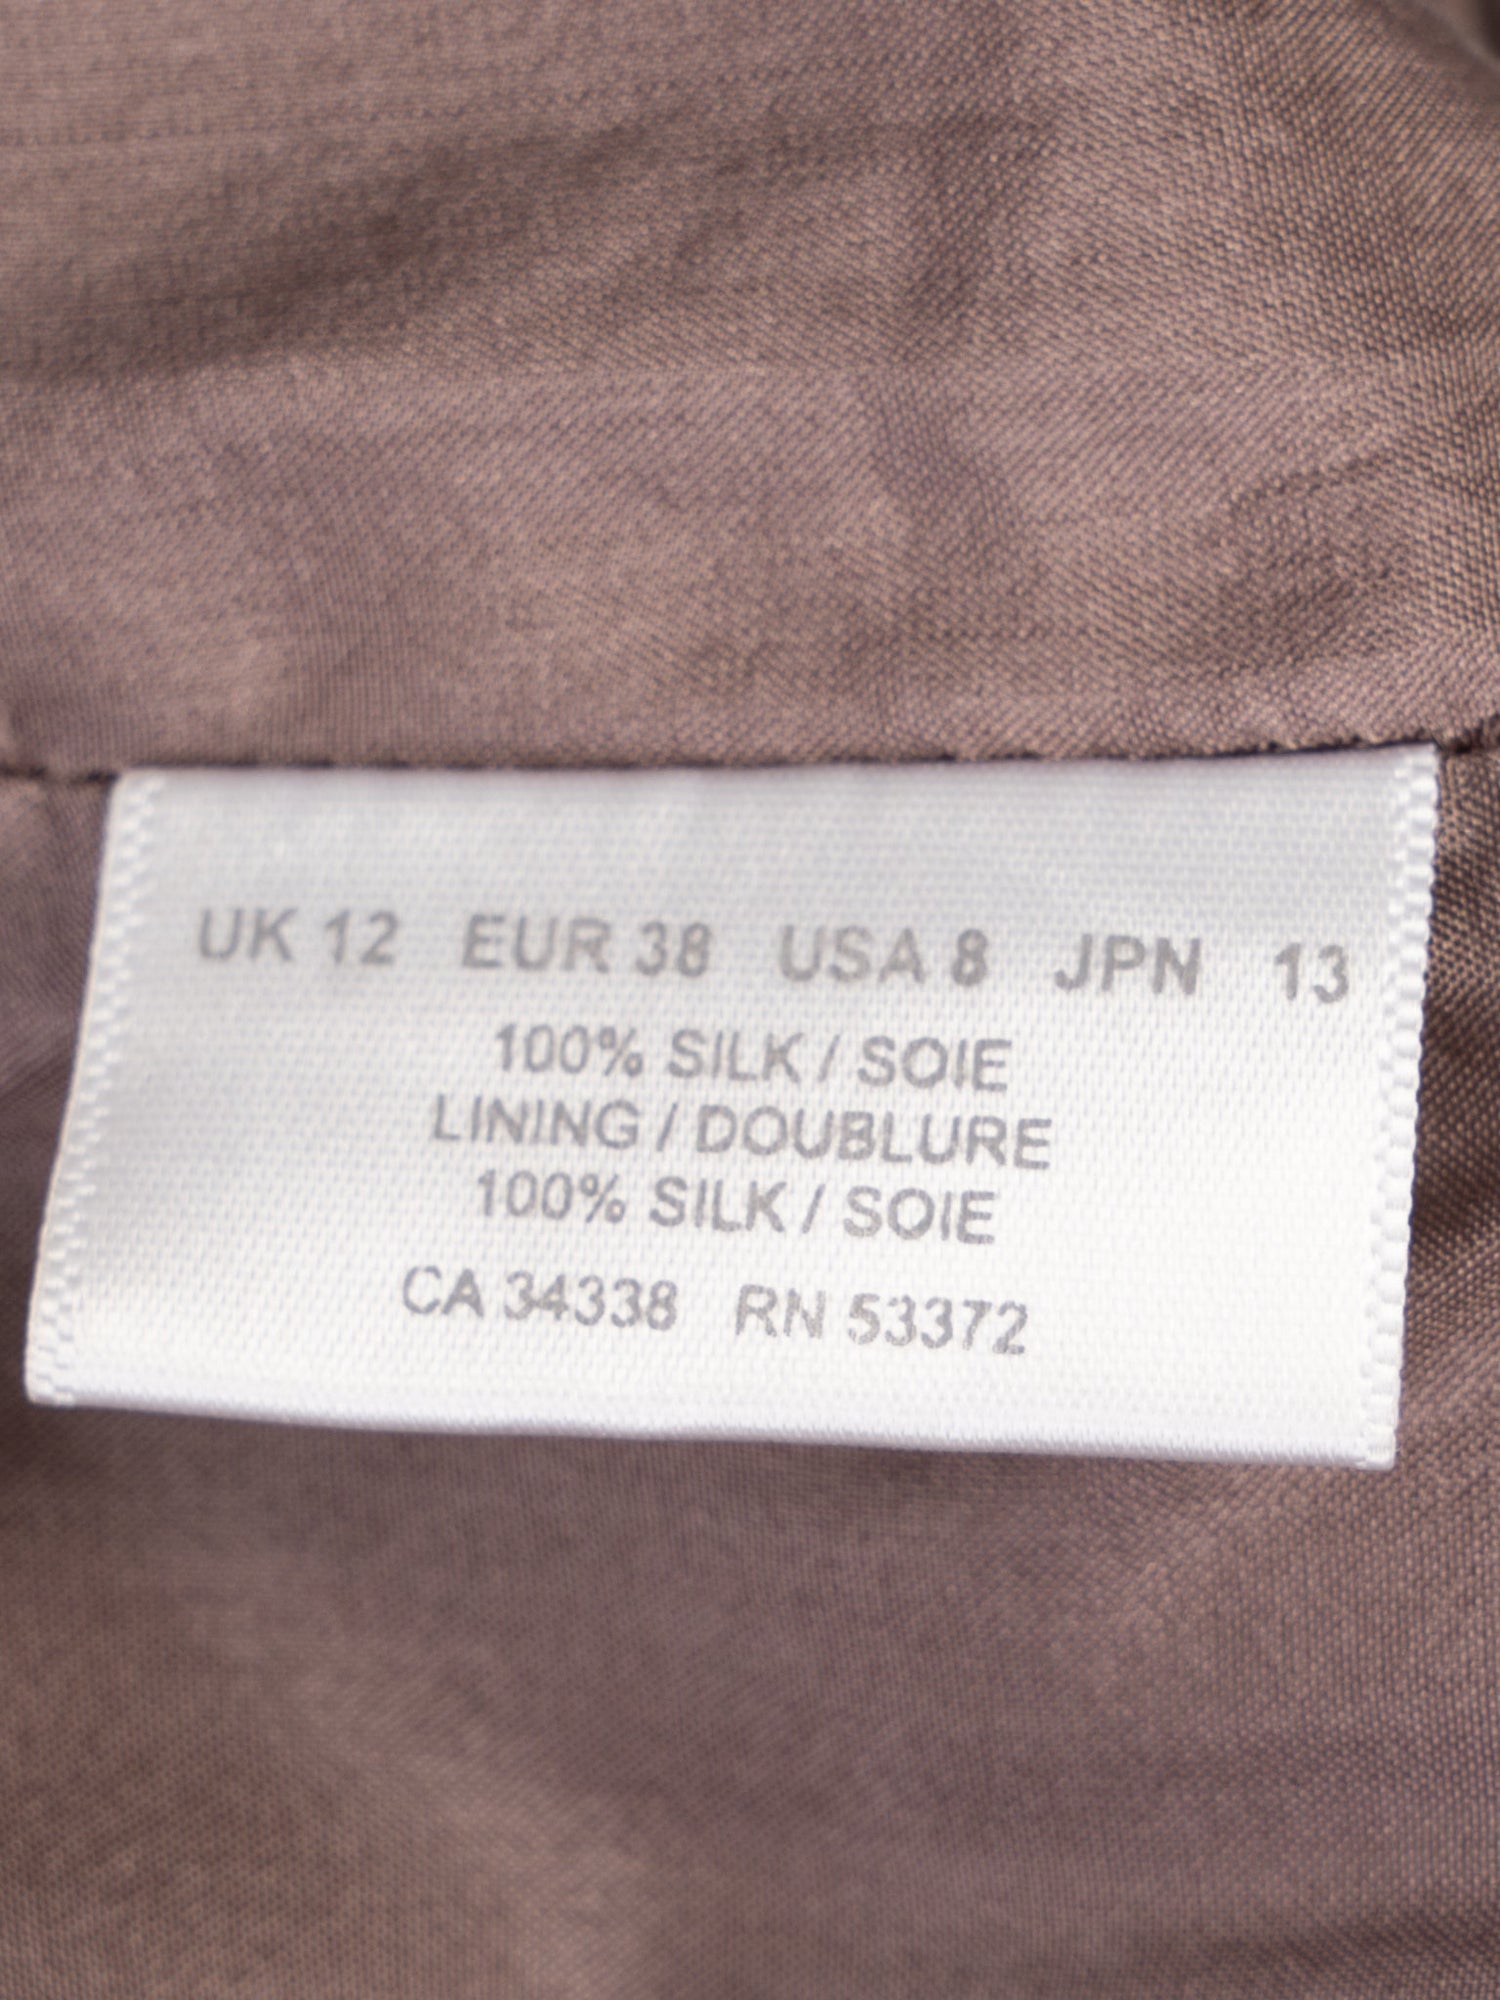 UK 12 EUR 38 USA 8 JPN 13
100% SILK / SOIE
LINING / DOUBLURE
100% SILK / SOIE
CA 34338 RN 53372